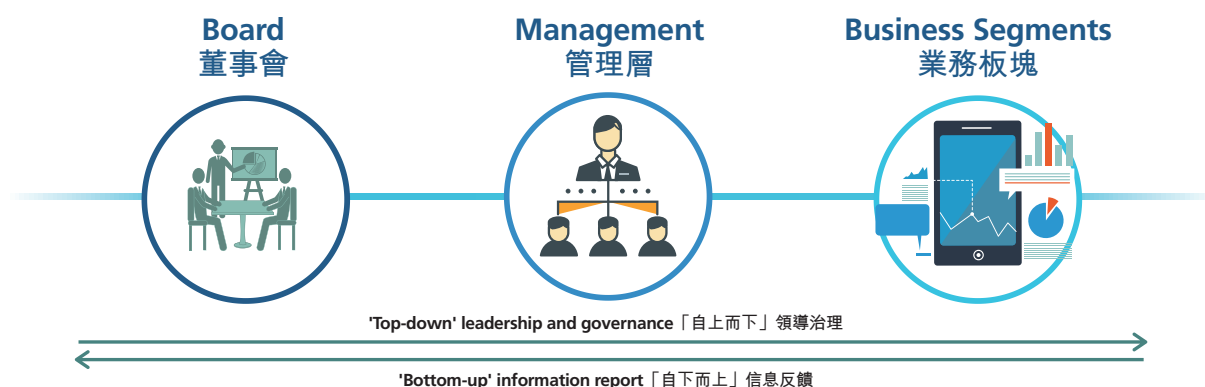 Board
董事會
Management
管理層
Business Segments
業務板塊
'Top-down' leadership and governance「自上而下」領導治理
'Bottom-up' information report「自下而上」信息反饋